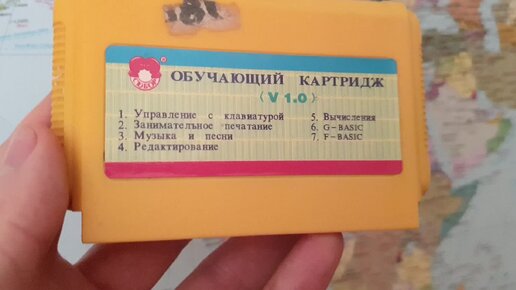 ®
ОБУЧАЮЩИЙ КАРТРИДЖ
(V 1.0)
1. Управление с клавиатурой
2. Занимательное печатание
3. Музыка и песни
4. Редактирование
5. Вычисления
6. G-BASIC
7. F-BASIC